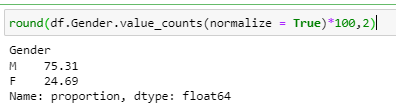 round(df.Gender.value_counts(normalize = True)*100,2)
Gender
M    75.31
F    24.69
Name: proportion, dtype: float64